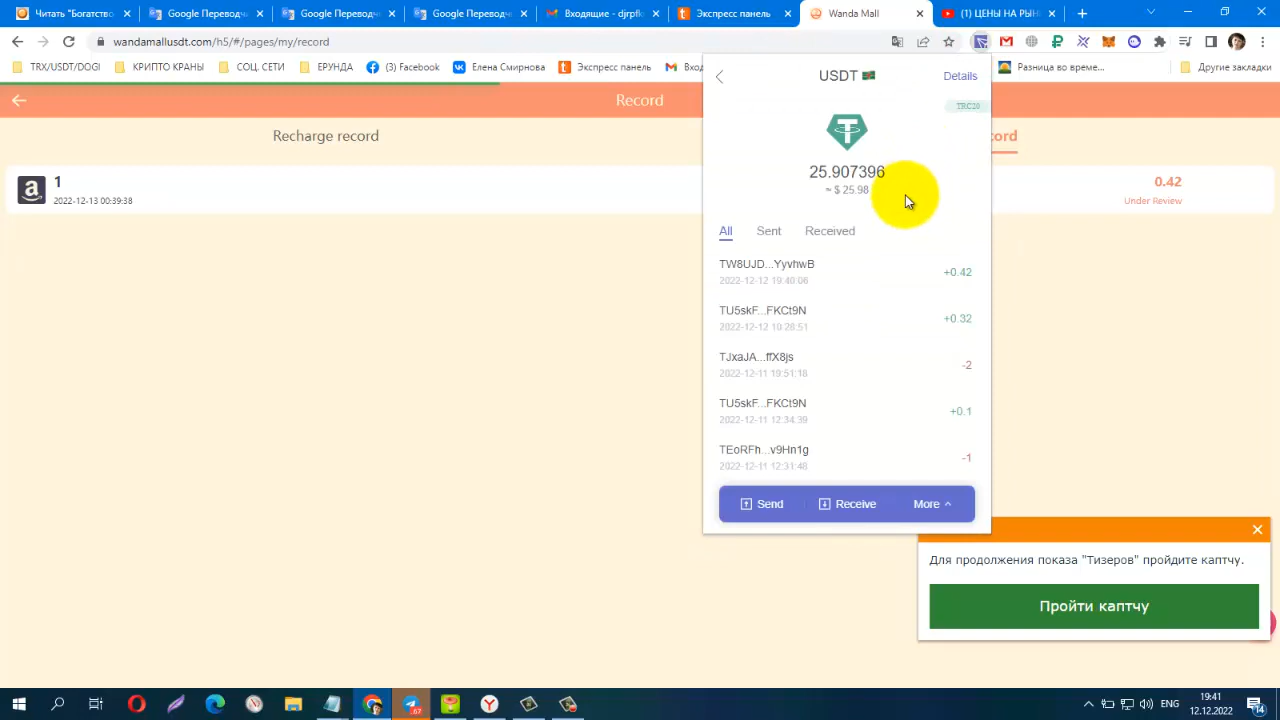 Читать "Богатство
Google Переводч
Google Переводч
Google Переводч
Входящие - djrpfk
Экспресс панель
Wanda Mall
(1) ЦЕНЫ НА РЫН
wandamallusdt.com/h5/#/pages/my/record
TRX/USDT/DOGI
КРИПТО КРАНЫ
СОЦ. СЕТИ
ЕРУНДА
(3) Facebook
Елена Смирнова
Экспресс панель
Вход
Разница во време...
Другие закладки
Record
Recharge record
ord
1
2022-12-13 00:39:38
0.42
Under Review
USDT
Details
TRC20
25.907396
≈ $ 25.98
All
Sent
Received
TW8UJD...YyvhwB
2022-12-12 19:40:06
+0.42
TU5skF...FKCt9N
2022-12-12 10:28:51
+0.32
TJxaJA...ffX8js
2022-12-11 19:51:18
-2
TU5skF...FKCt9N
2022-12-11 12:34:39
+0.1
TEoRFh...v9Hn1g
2022-12-11 12:31:48
-1
Send
Receive
More
Для продолжения показа "Тизеров" пройдите каптчу.
Пройти каптчу
67
ENG
19:41
12.12.2022
14